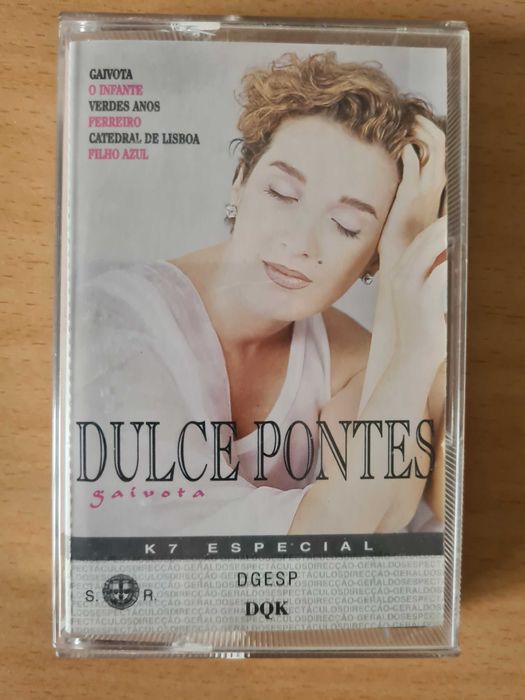 GAIVOTA
O INFANTE
VERDES ANOS
FERREIRO
CATEDRAL DE LISBOA
FILHO AZUL
DULCE PONTES
gaivota
K7 ESPECIAL
DGESP
S. R.
DQK